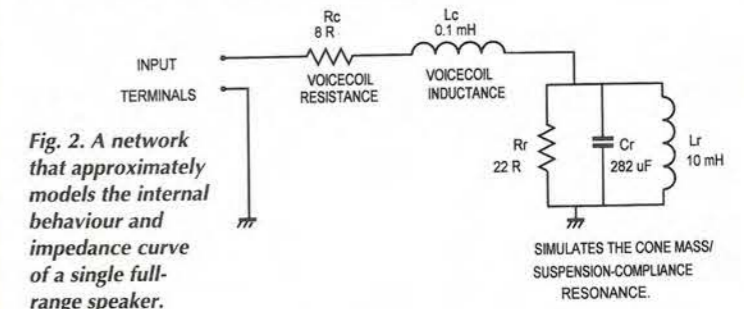 Rc
8 R
Lc
0.1 mH
INPUT
TERMINALS
VOICECOIL
RESISTANCE
VOICECOIL
INDUCTANCE
Rr
22 R
Cr
282 uF
Lr
10 mH
SIMULATES THE CONE MASS/
SUSPENSION-COMPLIANCE
RESONANCE.
Fig. 2. A network
that approximately
models the internal
behaviour and
impedance curve
of a single full-
range speaker.